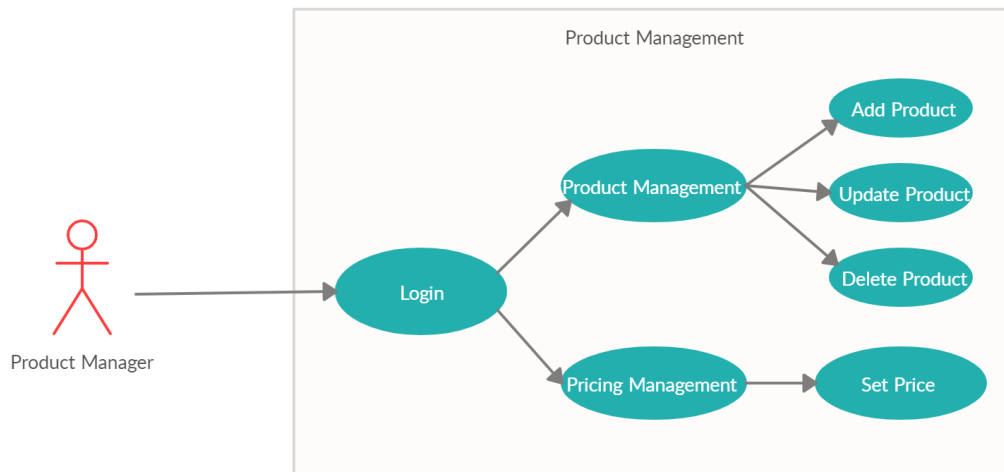 Product Management
Add Product
Product Management
Update Product
Delete Product
Login
Product Manager
Pricing Management
Set Price